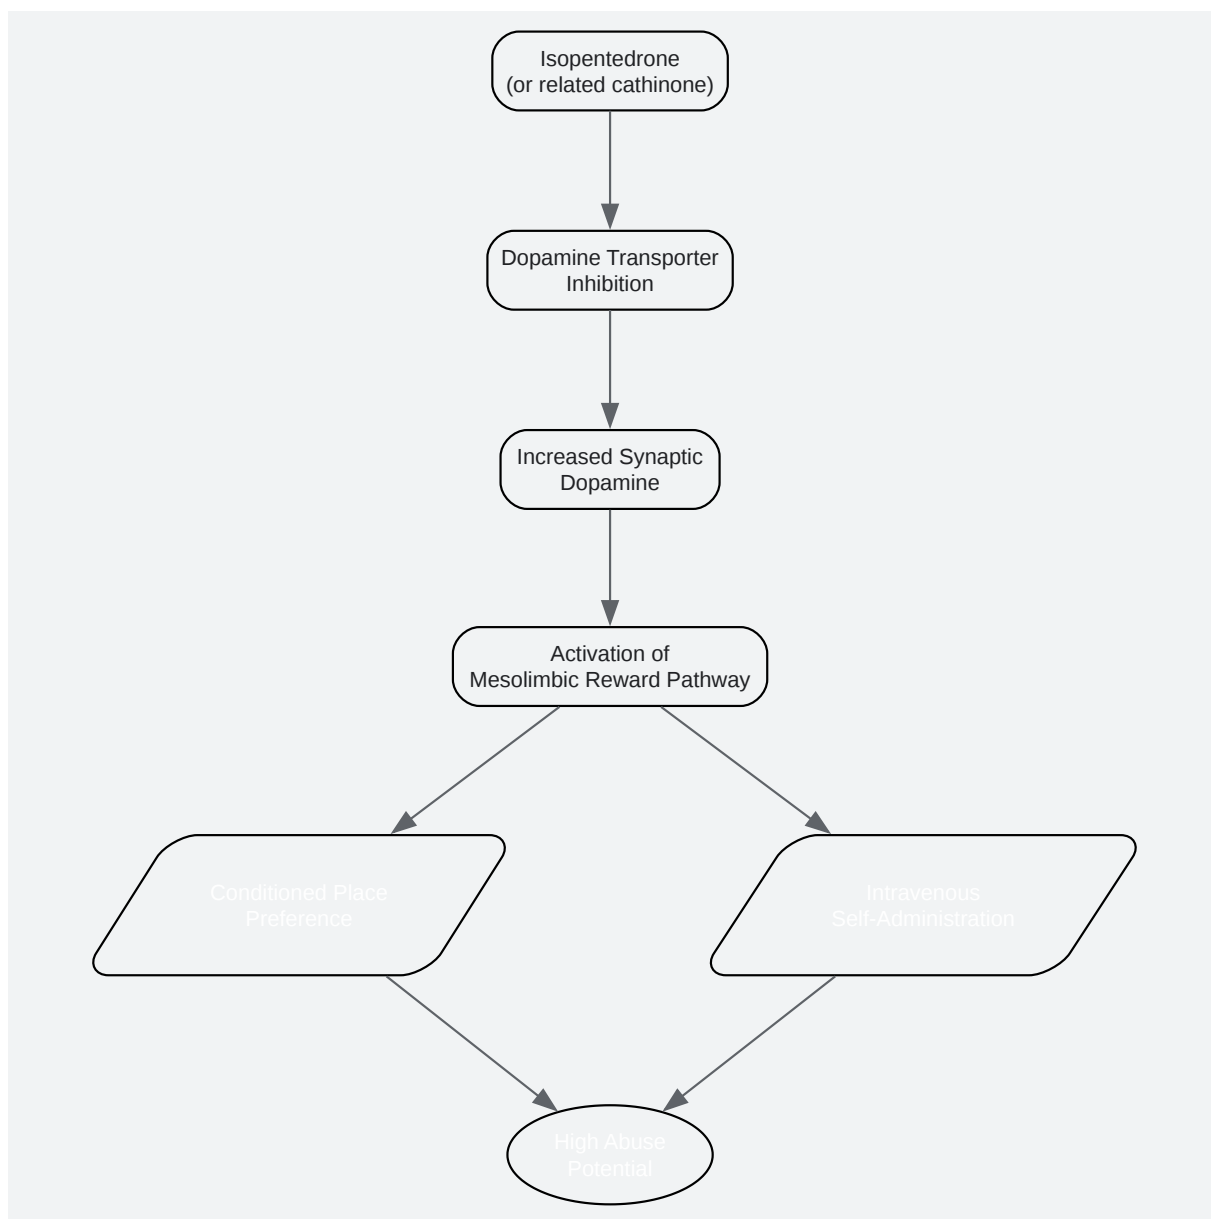 Isopentedrone
(or related cathinone)
Dopamine Transporter
Inhibition
Increased Synaptic
Dopamine
Activation of
Mesolimbic Reward Pathway
Conditioned Place
Preference
Intravenous
Self-Administration
High Abuse
Potential